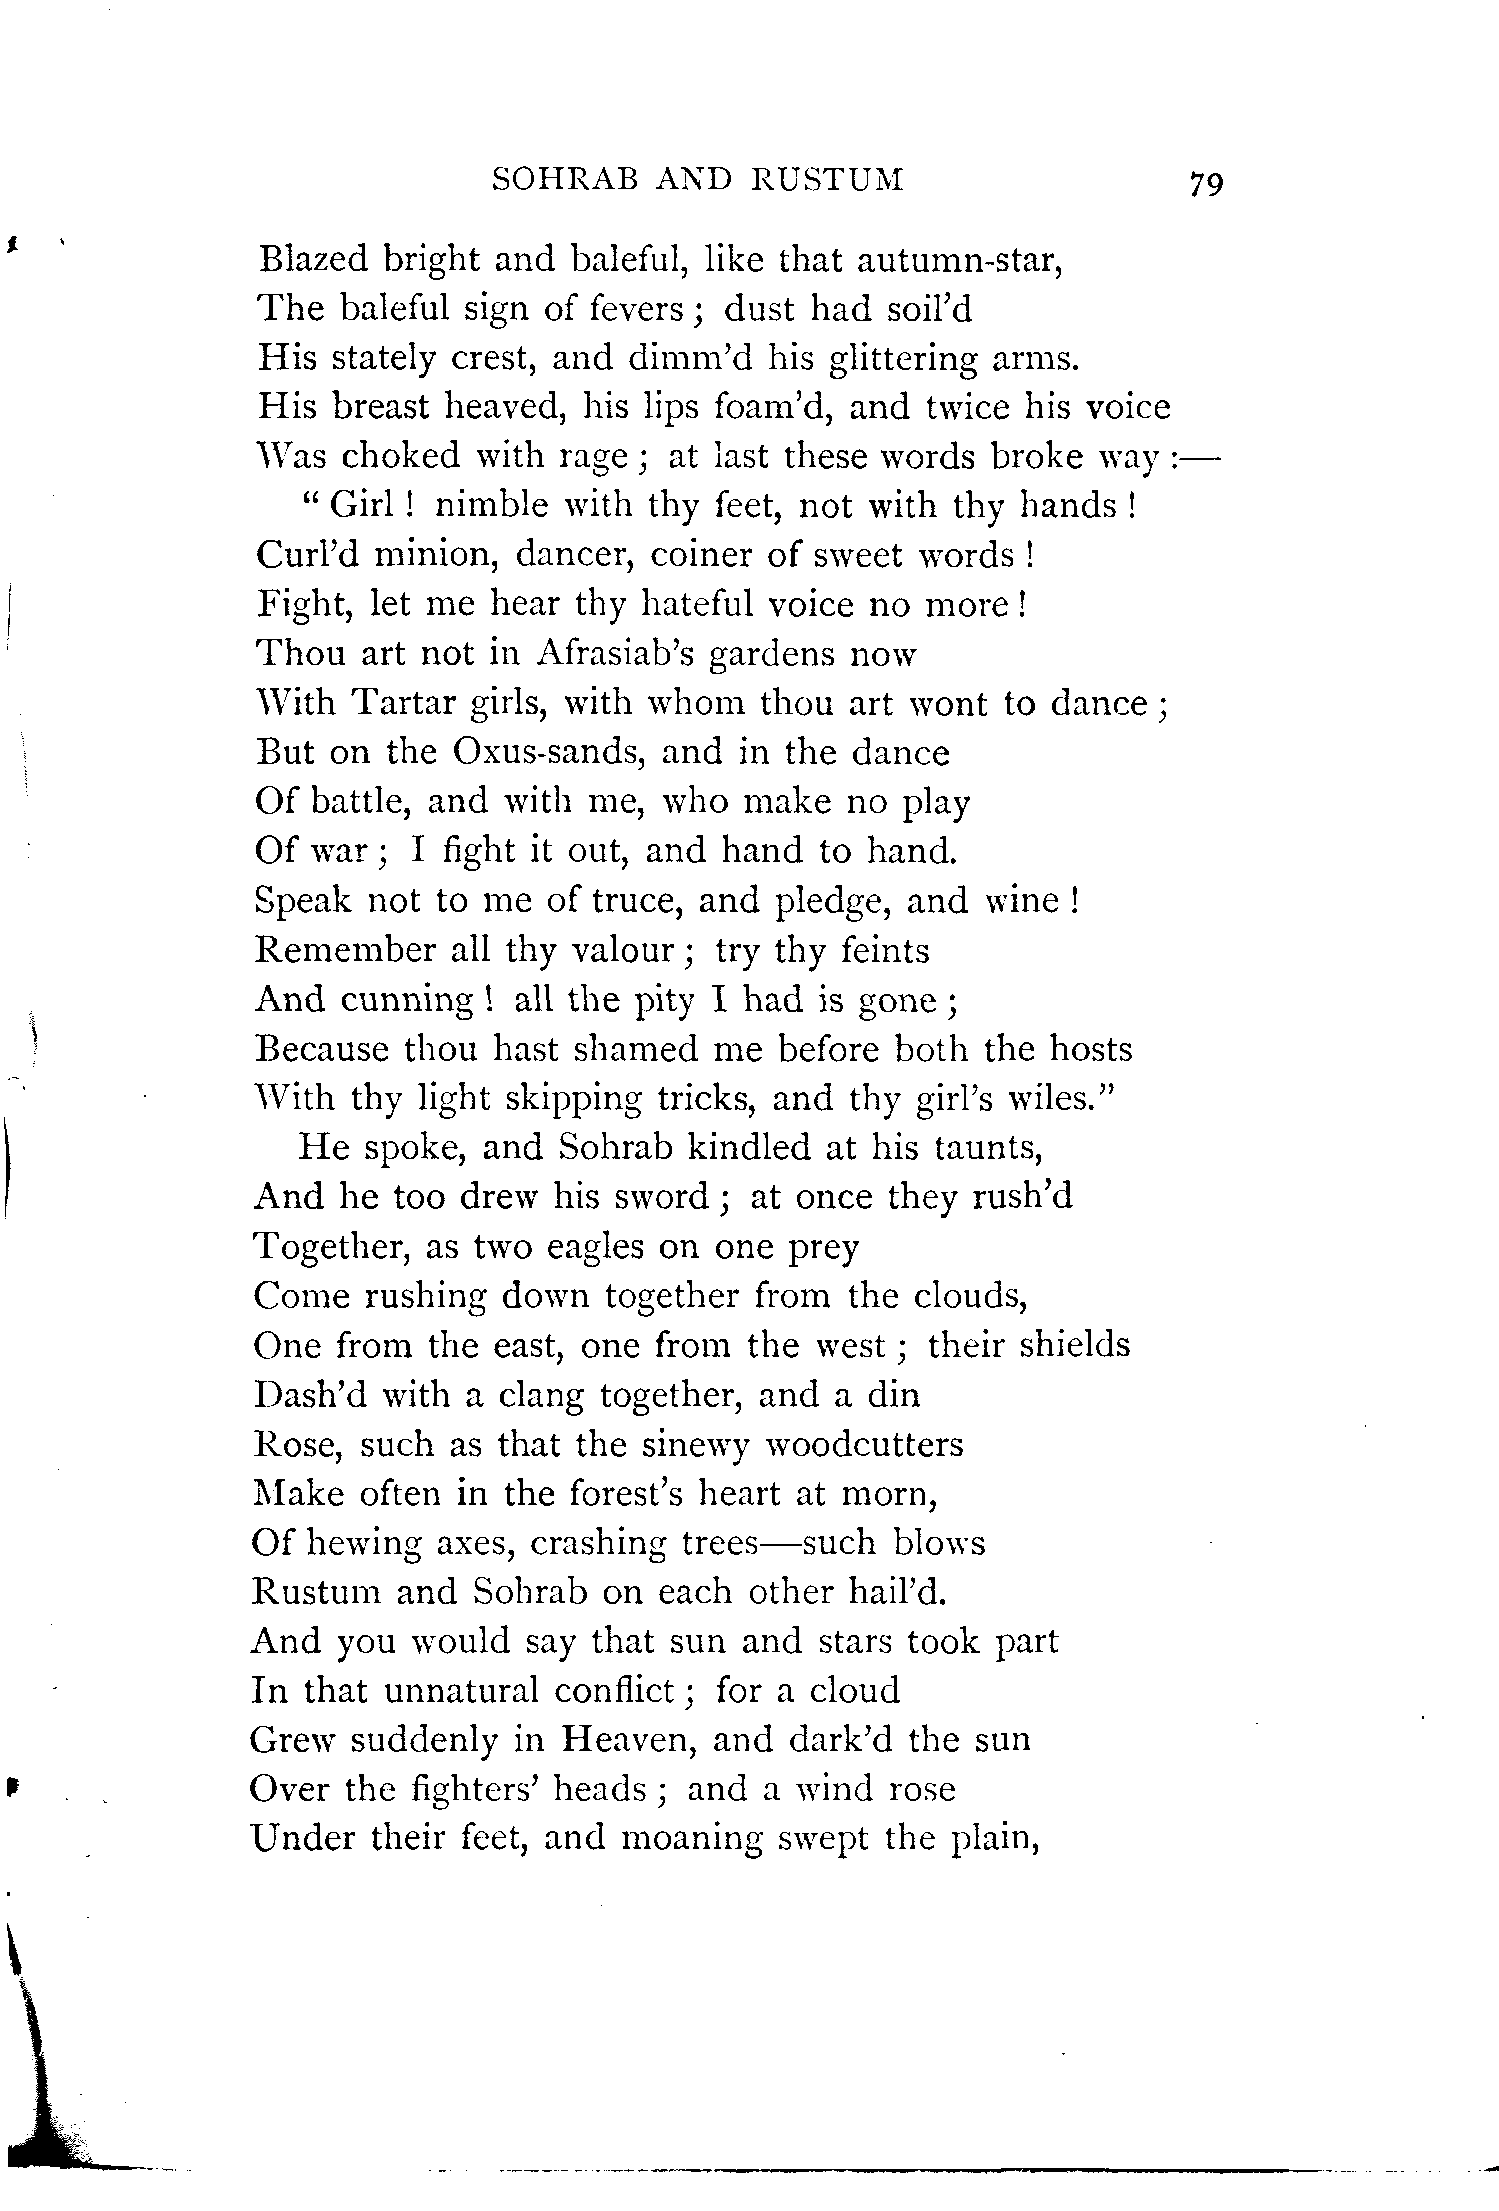 SOHRAB AND RUSTUM 79
Blazed bright and baleful, like that autumn-star,
The baleful sign of fevers ; dust had soil'd
His stately crest, and dimm'd his glittering arms.
His breast heaved, his lips foam'd, and twice his voice
Was choked with rage ; at last these words broke way :—
" Girl ! nimble with thy feet, not with thy hands !
Curl'd minion, dancer, coiner of sweet words !
Fight, let me hear thy hateful voice no more !
Thou art not in Afrasiab's gardens now
With Tartar girls, with whom thou art wont to dance ;
But on the Oxus-sands, and in the dance
Of battle, and with me, who make no play
Of war ; I fight it out, and hand to hand.
Speak not to me of truce, and pledge, and wine !
Remember all thy valour ; try thy feints
And cunning ! all the pity I had is gone ;
Because thou hast shamed me before both the hosts
With thy light skipping tricks, and thy girl's wiles."
He spoke, and Sohrab kindled at his taunts,
And he too drew his sword ; at once they rush'd
Together, as two eagles on one prey
Come rushing down together from the clouds,
One from the east, one from the west ; their shields
Dash'd with a clang together, and a din
Rose, such as that the sinewy woodcutters
Make often in the forest's heart at morn,
Of hewing axes, crashing trees—such blows
Rustum and Sohrab on each other hail'd.
And you would say that sun and stars took part
In that unnatural conflict ; for a cloud
Grew suddenly in Heaven, and dark'd the sun
Over the fighters' heads ; and a wind rose
Under their feet, and moaning swept the plain,